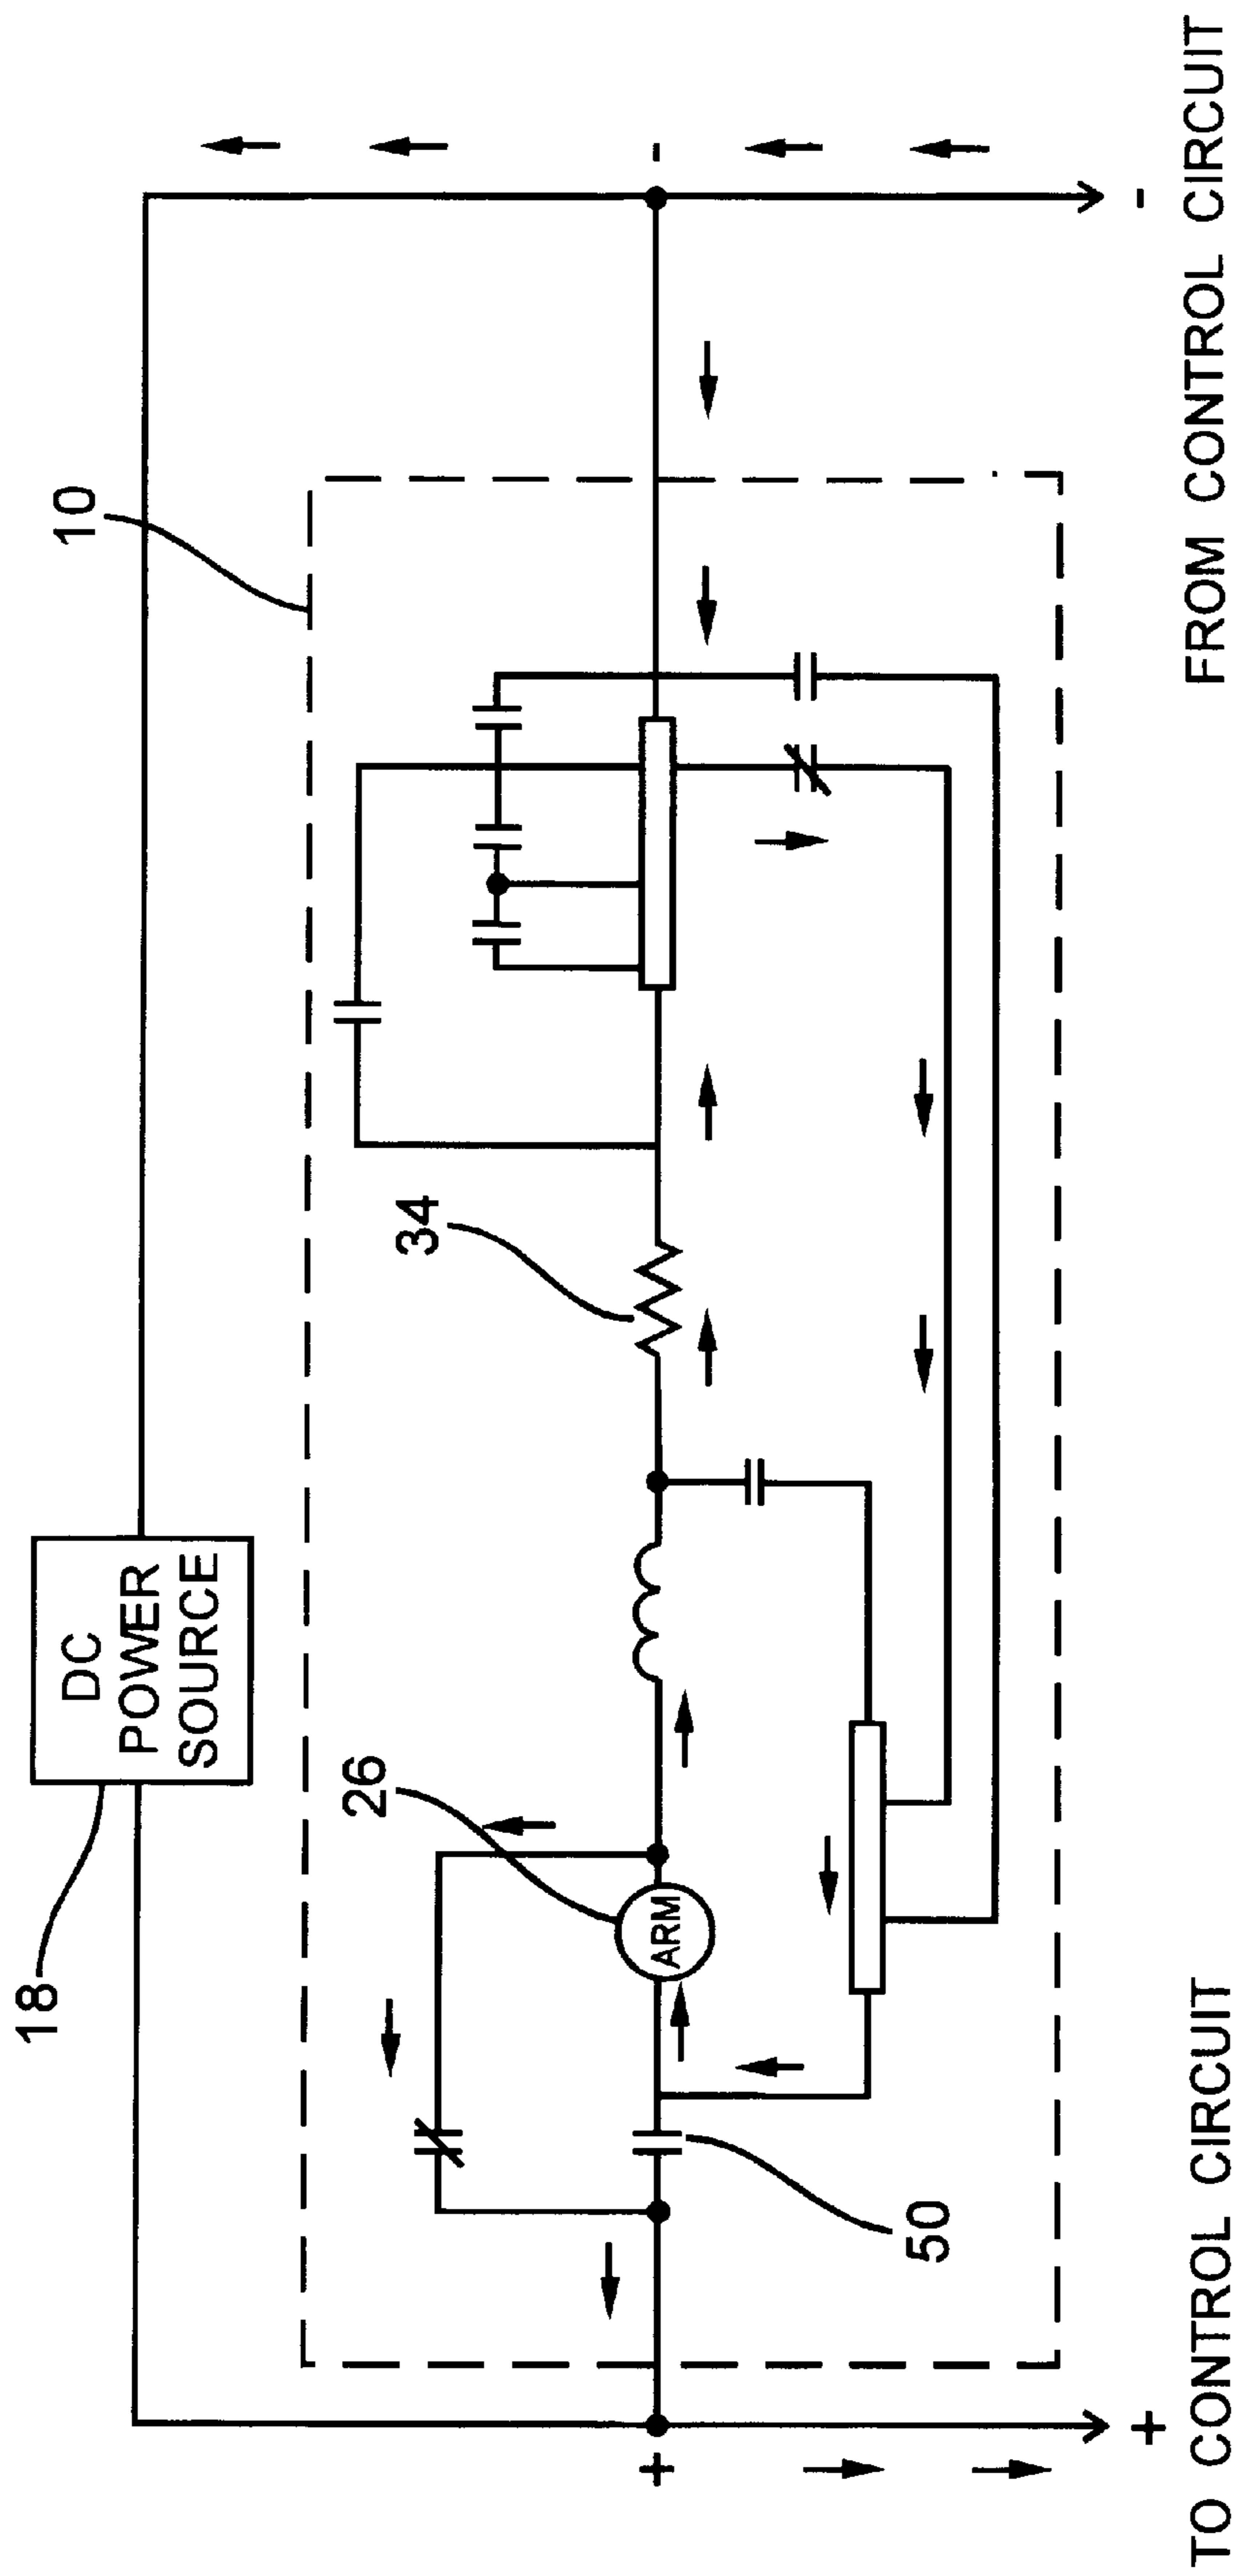 18
DC
POWER
SOURCE
10
26
ARM
34
50
+
-
+
-
TO CONTROL CIRCUIT
FROM CONTROL CIRCUIT